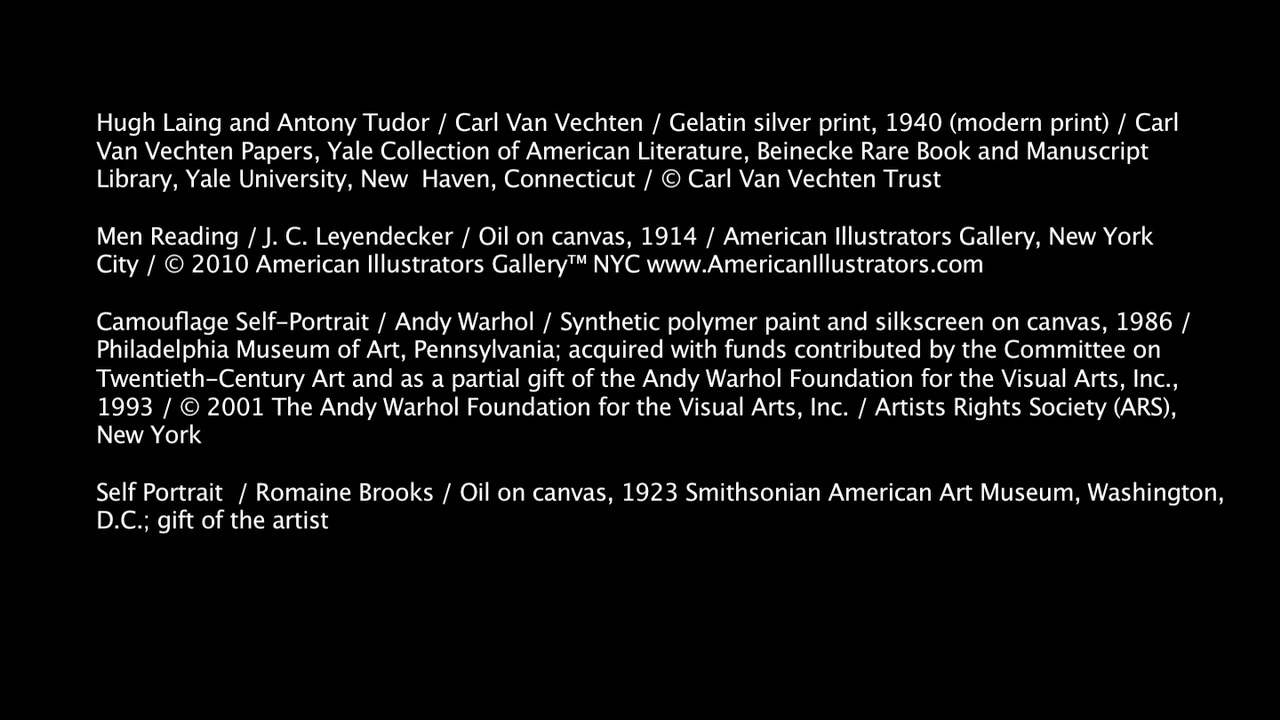 Hugh Laing and Antony Tudor / Carl Van Vechten / Gelatin silver print, 1940 (modern print) / Carl
Van Vechten Papers, Yale Collection of American Literature, Beinecke Rare Book and Manuscript
Library, Yale University, New  Haven, Connecticut / © Carl Van Vechten Trust
Men Reading / J. C. Leyendecker / Oil on canvas, 1914 / American Illustrators Gallery, New York
City / © 2010 American Illustrators Gallery™ NYC www.AmericanIllustrators.com
Camouflage Self-Portrait / Andy Warhol / Synthetic polymer paint and silkscreen on canvas, 1986 /
Philadelphia Museum of Art, Pennsylvania; acquired with funds contributed by the Committee on
Twentieth-Century Art and as a partial gift of the Andy Warhol Foundation for the Visual Arts, Inc.,
1993 / © 2001 The Andy Warhol Foundation for the Visual Arts, Inc. / Artists Rights Society (ARS),
New York
Self Portrait  / Romaine Brooks / Oil on canvas, 1923 Smithsonian American Art Museum, Washington,
D.C.; gift of the artist